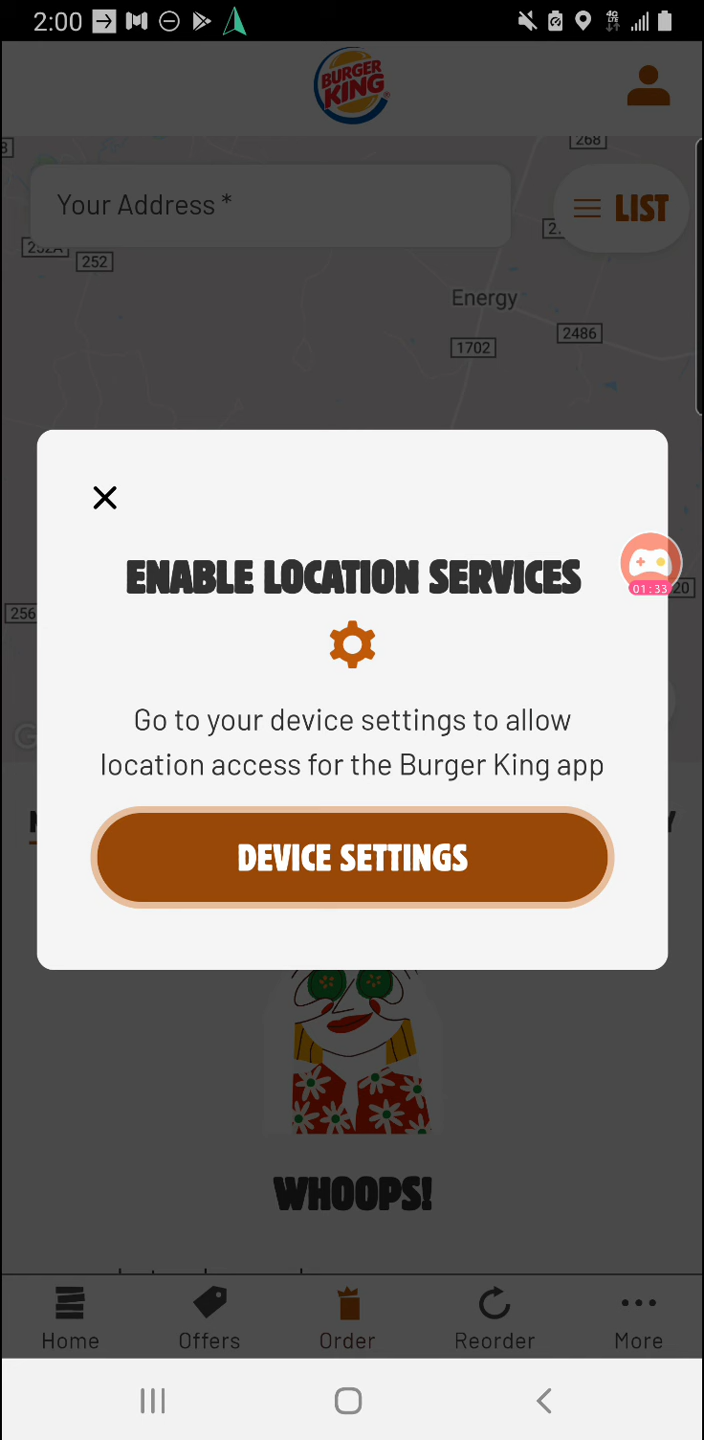 2:00
4G
LTE
BURGER
KING
268
Your Address *
LIST
252
Energy
2486
1702
ENABLE LOCATION SERVICES
01:33
20
256
Go to your device settings to allow
location access for the Burger King app
DEVICE SETTINGS
WHOOPS!
Home
Offers
Order
Reorder
More